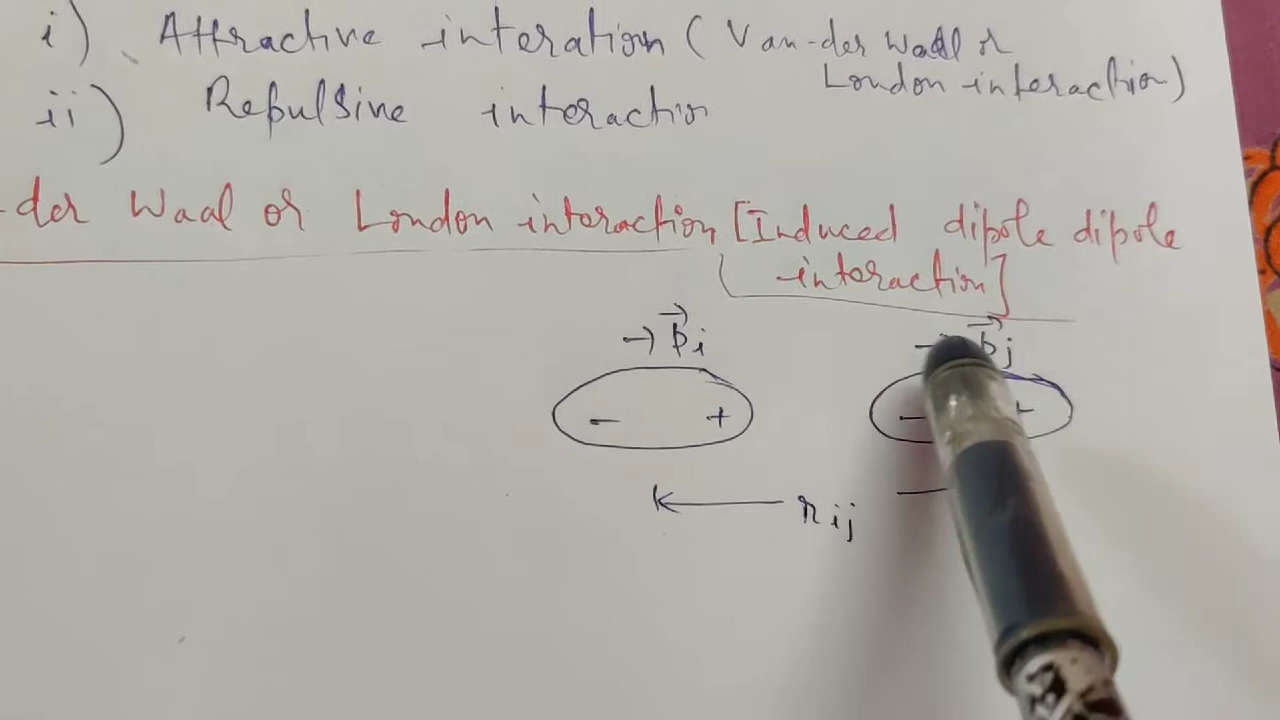 i) Attractive interation (Van-der Waal or
London interaction)
ii) Repulsive interaction
-der Waal or London interaction [Induced dipole dipole
interaction]
→ p⃗i → p⃗j
- + - +
rij